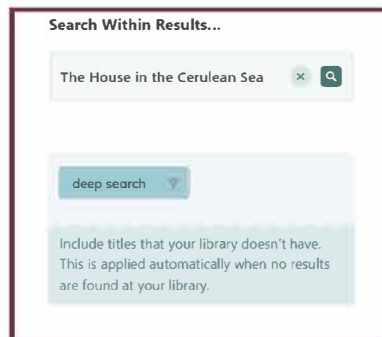 Search Within Results...
The House in the Cerulean Sea
deep search
Include titles that your library doesn't have.
This is applied automatically when no results
are found at your library.